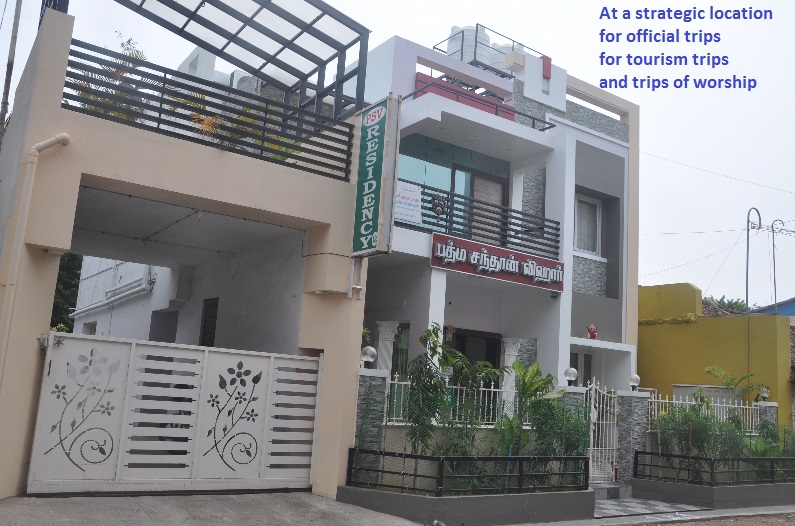 At a strategic location
for official trips
for tourism trips
and trips of worship
PSV
RESIDENCY
பத்ம சந்தான் விஹார்